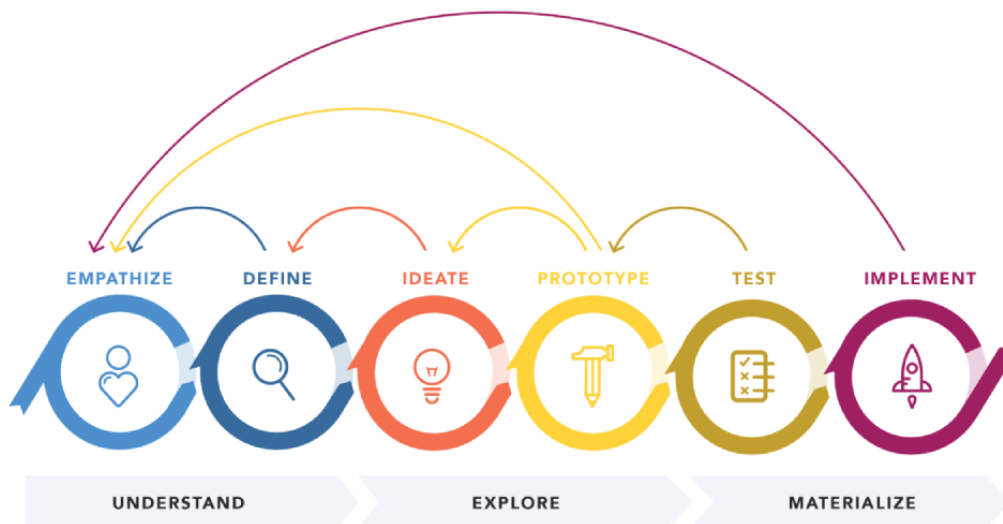 EMPATHIZE
DEFINE
IDEATE
PROTOTYPE
TEST
IMPLEMENT
UNDERSTAND
EXPLORE
MATERIALIZE